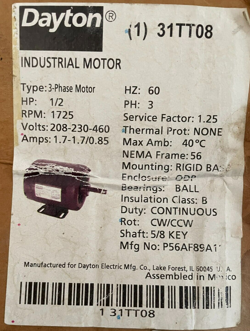 Dayton®
(1) 31TT08
INDUSTRIAL MOTOR
Type: 3-Phase Motor
HP: 1/2
RPM: 1725
Volts: 208-230-460
Amps: 1.7-1.7/0.85
HZ: 60
PH: 3
Service Factor: 1.25
Thermal Prot: NONE
Max Amb: 40°C
NEMA Frame: 56
Mounting: RIGID BASE
Enclosure: ODP
Bearings: BALL
Insulation Class: B
Duty: CONTINUOUS
Rot: CW/CCW
Shaft: 5/8 KEY
Mfg No: P56AF89A
Manufactured for Dayton Electric Mfg. Co., Lake Forest, IL 60045 U.S.A.
Assembled in Mexico
1 31TT08